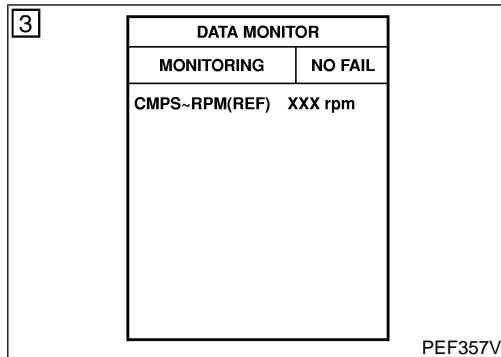 3
DATA MONITOR
MONITORING NO FAIL
CMPS~RPM(REF) XXX rpm
PEF357V